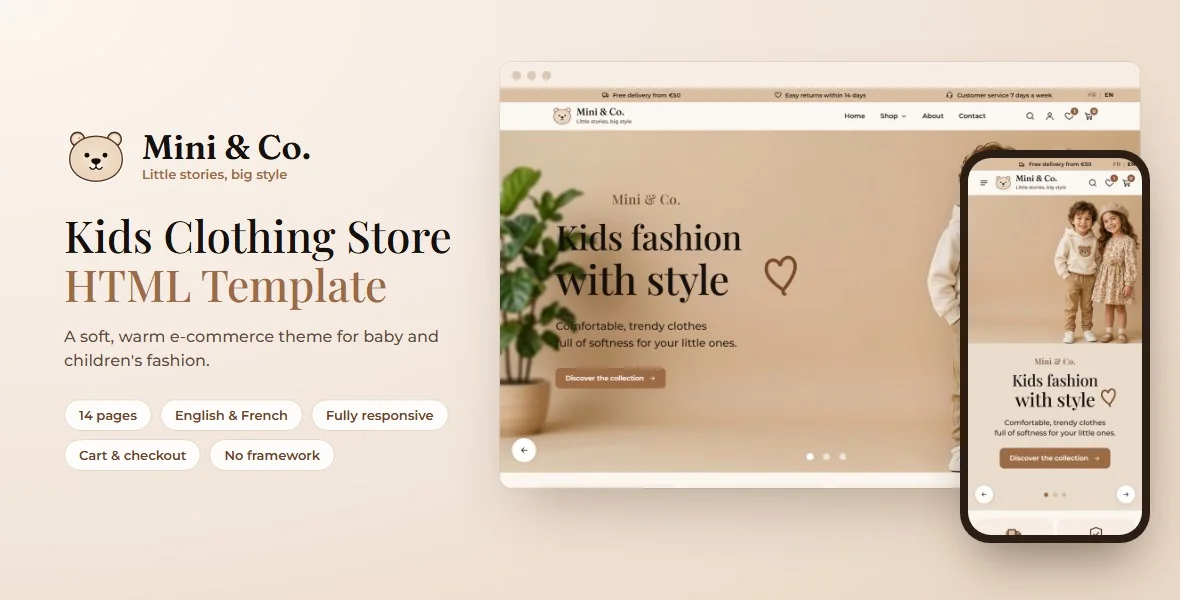 Mini & Co.
Little stories, big style
Kids Clothing Store
HTML Template
A soft, warm e-commerce theme for baby and
children's fashion.
14 pages
English & French
Fully responsive
Cart & checkout
No framework
Free delivery from €50
Easy returns within 14 days
Customer service 7 days a week
FR | EN
Mini & Co.
Little stories, big style
Home
Shop
About
Contact
Mini & Co.
Kids fashion
with style
Comfortable, trendy clothes
full of softness for your little ones.
Discover the collection →
Free delivery from €50
FR
Mini & Co.
Little stories, big style
Mini & Co.
Kids fashion
with style
Comfortable, trendy clothes
full of softness for your little ones.
Discover the collection →